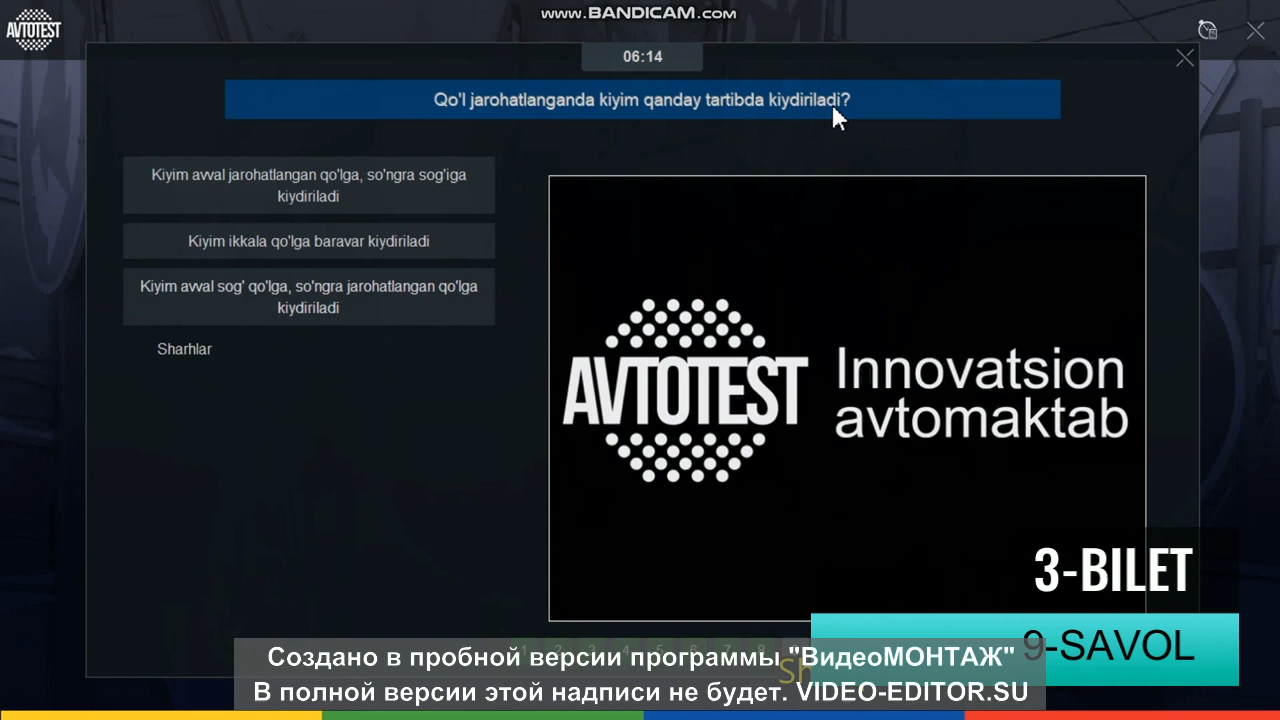 www.BANDICAM.com
AVTOTEST
06:14
Qo'l jarohatlanganda kiyim qanday tartibda kiydiriladi?
Kiyim avval jarohatlangan qo'lga, so'ngra sog'iga
kiydiriladi
Kiyim ikkala qo'lga baravar kiydiriladi
Kiyim avval sog' qo'lga, so'ngra jarohatlangan qo'lga
kiydiriladi
Sharhlar
AVTOTEST
Innovatsion
avtomaktab
3-BILET
9-SAVOL
Создано в пробной версии программы "ВидеоМОНТАЖ"
В полной версии этой надписи не будет. VIDEO-EDITOR.SU